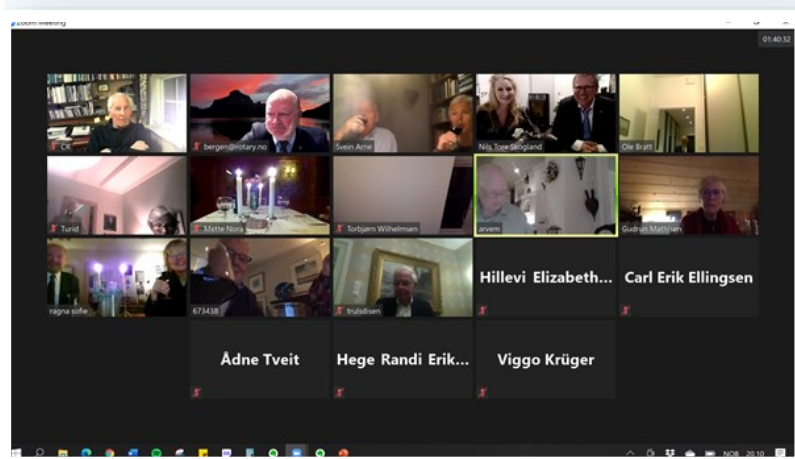 Zoom Meeting
01:40:32
CR
bergen@rotary.no
Svein Arne
Nils Tore Skogland
Ole Bratt
Turid
Mette Nora
Torbjørn Wilhelmsen
arvem
Gudrun Mathisen
ragna sofie
673438
trulsdisen
Hillevi Elizabeth...
Carl Erik Ellingsen
Ådne Tveit
Hege Randi Erik...
Viggo Krüger
NOB 20.10